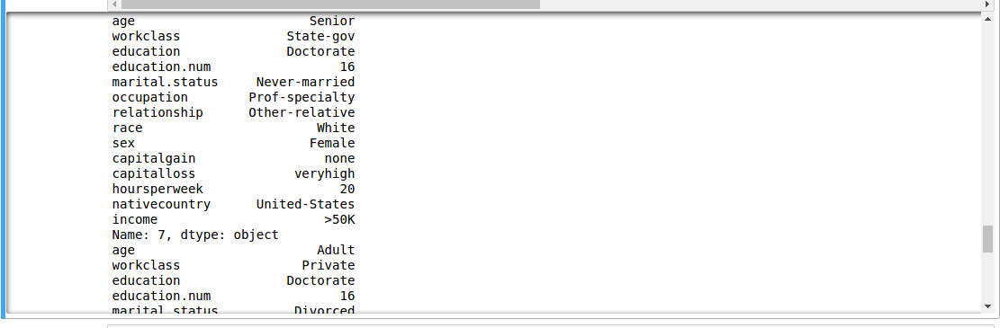 age Senior
workclass State-gov
education Doctorate
education.num 16
marital.status Never-married
occupation Prof-specialty
relationship Other-relative
race White
sex Female
capitalgain none
capitalloss veryhigh
hoursperweek 20
nativecountry United-States
income >50K
Name: 7, dtype: object
age Adult
workclass Private
education Doctorate
education.num 16
marital.status Divorced